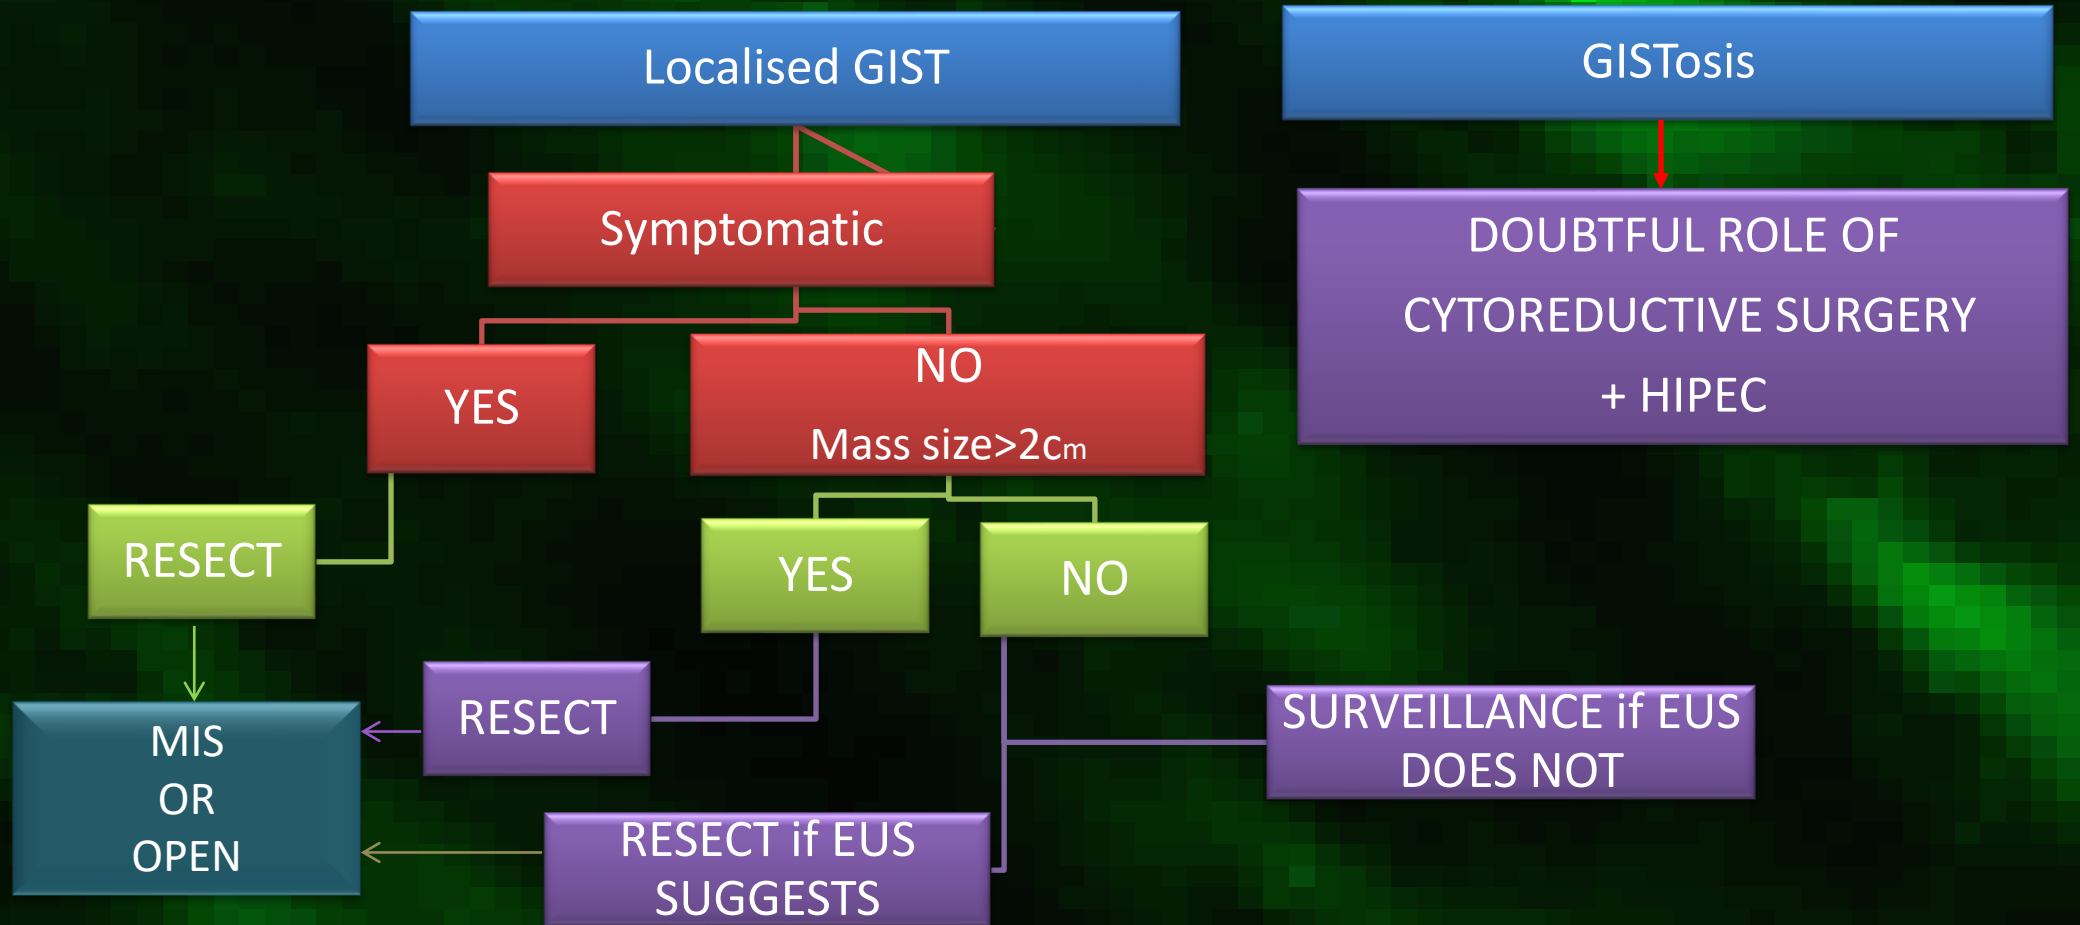 Localised GIST
GISTosis
Symptomatic
DOUBTFUL ROLE OF
CYTOREDUCTIVE SURGERY
+ HIPEC
YES
NO
Mass size>2cm
RESECT
YES
NO
RESECT
SURVEILLANCE if EUS
DOES NOT
MIS
OR
OPEN
RESECT if EUS
SUGGESTS